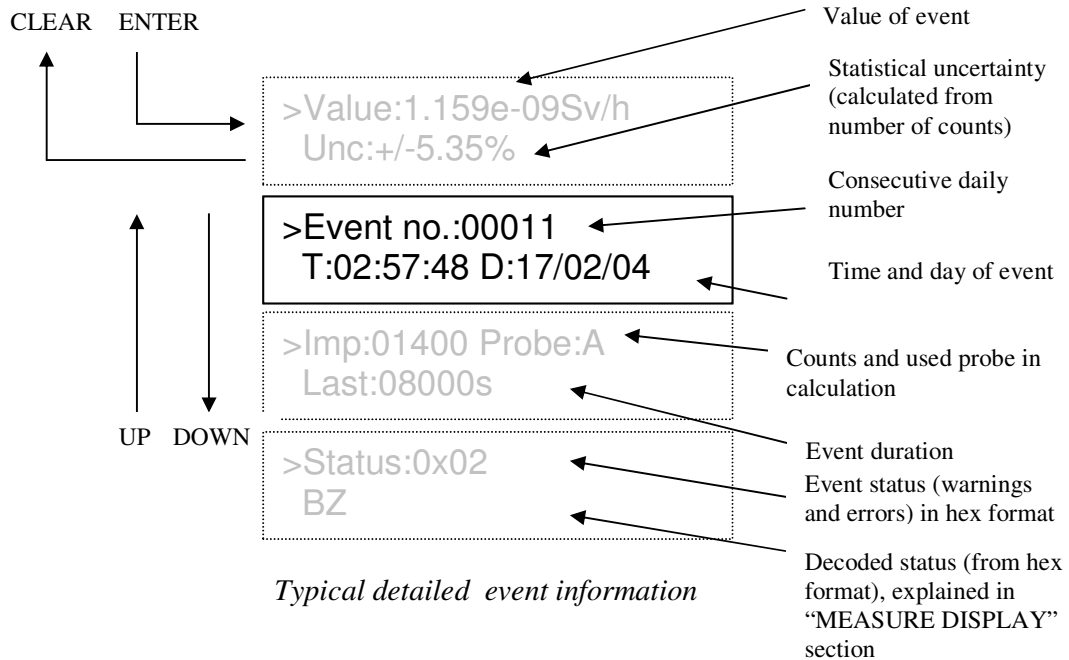 CLEAR ENTER
Value of event
Statistical uncertainty
(calculated from
number of counts)
>Value:1.159e-09Sv/h
Unc:+/-5.35%
Consecutive daily
number
>Event no.:00011
T:02:57:48 D:17/02/04
Time and day of event
>Imp:01400 Probe:A
Last:08000s
Counts and used probe in
calculation
UP DOWN
Event duration
>Status:0x02
BZ
Event status (warnings
and errors) in hex format
Decoded status (from hex
format), explained in
“MEASURE DISPLAY”
section
Typical detailed event information